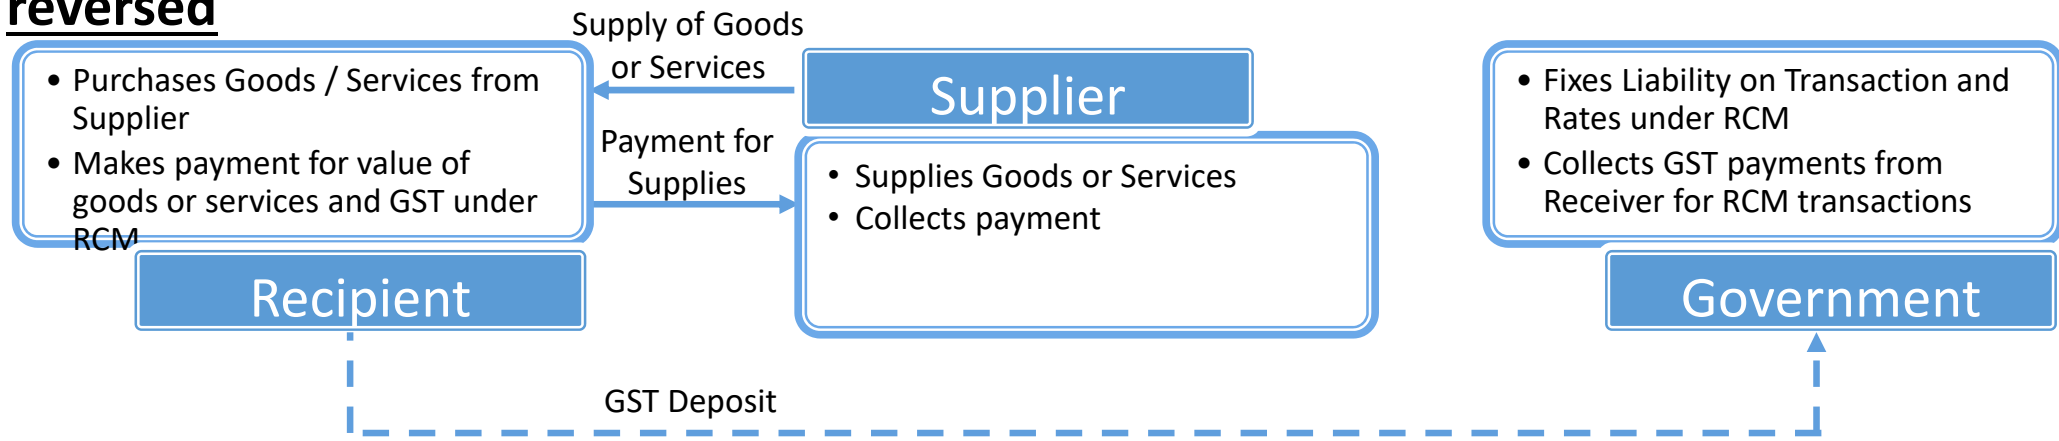 reversed
• Purchases Goods / Services from
Supplier
• Makes payment for value of
goods or services and GST under
RCM
Recipient
Supply of Goods
or Services
Payment for
Supplies
Supplier
• Supplies Goods or Services
• Collects payment
• Fixes Liability on Transaction and
Rates under RCM
• Collects GST payments from
Receiver for RCM transactions
Government
GST Deposit